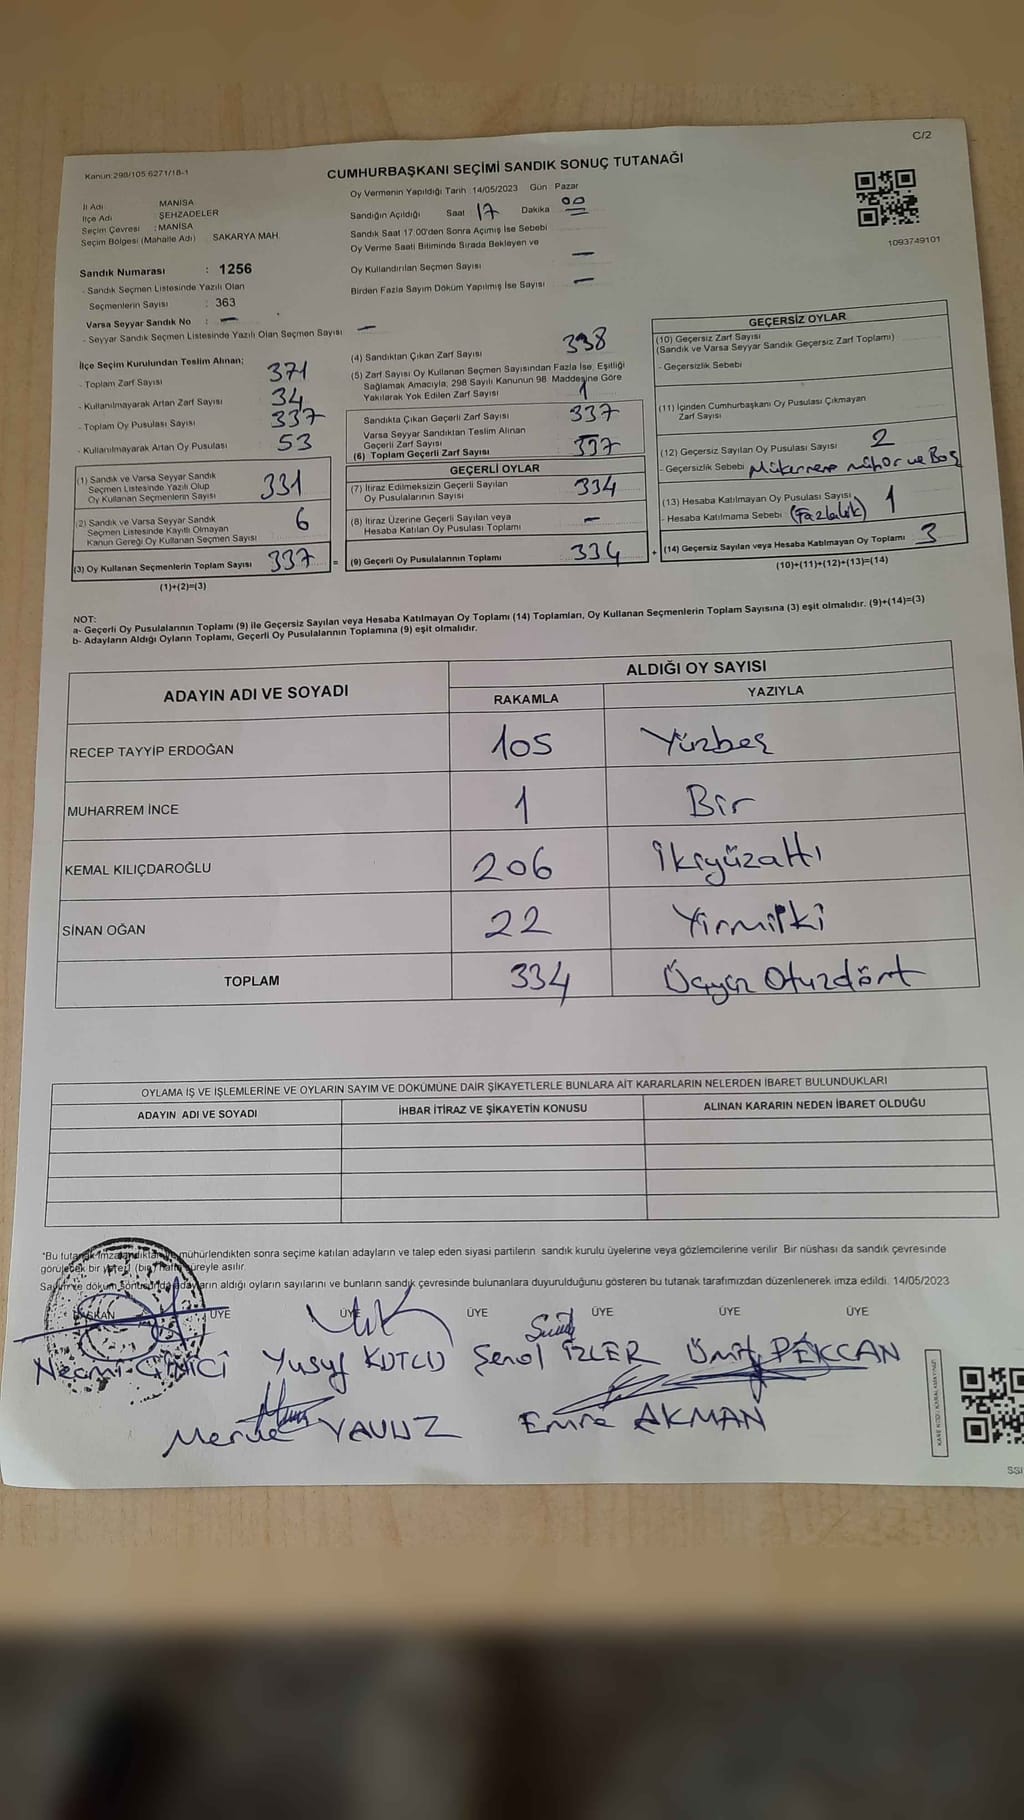 C/2
Kanun:298/105 6271/18-1
CUMHURBAŞKANI SEÇİMİ SANDIK SONUÇ TUTANAĞI
İl Adı : MANİSA
İlçe Adı : ŞEHZADELER
Seçim Çevresi : MANİSA
Seçim Bölgesi (Mahalle Adı) SAKARYA MAH.
Oy Vermenin Yapıldığı Tarih :14/05/2023 Gün Pazar
Sandığın Açıldığı Saat 17 Dakika 00
Sandık Saat 17:00'den Sonra Açımış İse Sebebi
Oy Verme Saati Bitiminde Sırada Bekleyen ve
Oy Kullandırılan Seçmen Sayısı —
Birden Fazla Sayım Döküm Yapılmış İse Sayısı —
1093749101
Sandık Numarası : 1256
- Sandık Seçmen Listesinde Yazılı Olan
Seçmenlerin Sayısı : 363
Varsa Seyyar Sandık No : —
- Seyyar Sandık Seçmen Listesinde Yazılı Olan Seçmen Sayısı —
İlçe Seçim Kurulundan Teslim Alınan;
- Toplam Zarf Sayısı 371
- Kullanılmayarak Artan Zarf Sayısı 34
- Toplam Oy Pusulası Sayısı 337
- Kullanılmayarak Artan Oy Pusulası 53
(1) Sandık ve Varsa Seyyar Sandık
Seçmen Listesinde Yazılı Olup
Oy Kullanan Seçmenlerin Sayısı 331
(2) Sandık ve Varsa Seyyar Sandık
Seçmen Listesinde Kayıtlı Olmayan
Kanun Gereği Oy Kullanan Seçmen Sayısı 6
(3) Oy Kullanan Seçmenlerin Toplam Sayısı 337 =
(1)+(2)=(3)
(4) Sandıktan Çıkan Zarf Sayısı 338
(5) Zarf Sayısı Oy Kullanan Seçmen Sayısından Fazla İse, Eşitliği
Sağlamak Amacıyla, 298 Sayılı Kanunun 98. Maddesine Göre
Yakılarak Yok Edilen Zarf Sayısı 1
Sandıkta Çıkan Geçerli Zarf Sayısı 337
Varsa Seyyar Sandıktan Teslim Alınan
Geçerli Zarf Sayısı —
(6) Toplam Geçerli Zarf Sayısı 337
GEÇERLİ OYLAR
(7) İtiraz Edilmeksizin Geçerli Sayılan
Oy Pusulalarının Sayısı 334
(8) İtiraz Üzerine Geçerli Sayılan veya
Hesaba Katılan Oy Pusulası Toplamı —
(9) Geçerli Oy Pusulalarının Toplamı 334 +
GEÇERSİZ OYLAR
(10) Geçersiz Zarf Sayısı
(Sandık ve Varsa Seyyar Sandık Geçersiz Zarf Toplamı)
- Geçersizlik Sebebi
(11) İçinden Cumhurbaşkanı Oy Pusulası Çıkmayan
Zarf Sayısı
(12) Geçersiz Sayılan Oy Pusulası Sayısı 2
- Geçersizlik Sebebi Mükerrere mühür ve Boş
(13) Hesaba Katılmayan Oy Pusulası Sayısı 1
- Hesaba Katılmama Sebebi (Fazlalık)
(14) Geçersiz Sayılan veya Hesaba Katılmayan Oy Toplamı 3
(10)+(11)+(12)+(13)=(14)
NOT:
a- Geçerli Oy Pusulalarının Toplamı (9) ile Geçersiz Sayılan veya Hesaba Katılmayan Oy Toplamı (14) Toplamları, Oy Kullanan Seçmenlerin Toplam Sayısına (3) eşit olmalıdır. (9)+(14)=(3)
b- Adayların Aldığı Oyların Toplamı, Geçerli Oy Pusulalarının Toplamına (9) eşit olmalıdır.
ADAYIN ADI VE SOYADI ALDIĞI OY SAYISI
RAKAMLA YAZIYLA
RECEP TAYYİP ERDOĞAN 105 Yüzbeş
MUHARREM İNCE 1 Bir
KEMAL KILIÇDAROĞLU 206 İkiyüzaltı
SİNAN OĞAN 22 Yirmiiki
TOPLAM 334 Üçyüz Otuzdört
OYLAMA İŞ VE İŞLEMLERİNE VE OYLARIN SAYIM VE DÖKÜMÜNE DAİR ŞİKAYETLERLE BUNLARA AİT KARARLARIN NELERDEN İBARET BULUNDUKLARI
ADAYIN ADI VE SOYADI İHBAR İTİRAZ VE ŞİKAYETİN KONUSU ALINAN KARARIN NEDEN İBARET OLDUĞU
*Bu tutanak imzalandıktan ve mühürlendikten sonra seçime katılan adayların ve talep eden siyasi partilerin sandık kurulu üyelerine veya gözlemcilerine verilir. Bir nüshası da sandık çevresinde
görülecek bir yere (bir) hafta süreyle asılır.
Sayım ve döküm sonucunda adayların aldığı oyların sayılarını ve bunların sandık çevresinde bulunanlara duyurulduğunu gösteren bu tutanak tarafımızdan düzenlenerek imza edildi. 14/05/2023
BAŞKAN ÜYE ÜYE ÜYE ÜYE ÜYE ÜYE
Necmi Yusuf KUTLU Şenol İZLER Ümit PEKCAN
Merve YAVUZ Emre AKMAN
SSI